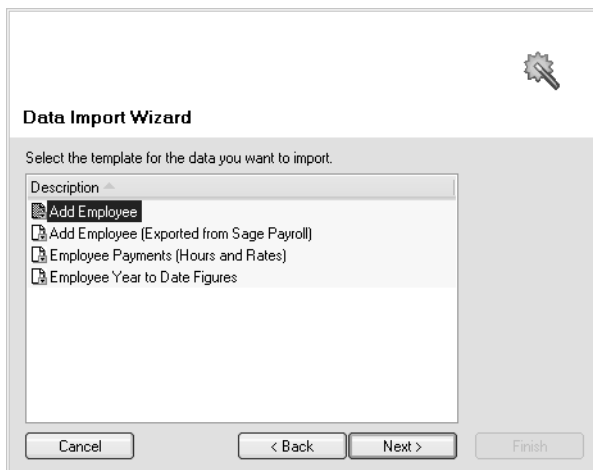 Data Import Wizard
Select the template for the data you want to import.
Description
Add Employee
Add Employee (Exported from Sage Payroll)
Employee Payments (Hours and Rates)
Employee Year to Date Figures
Cancel
< Back
Next >
Finish